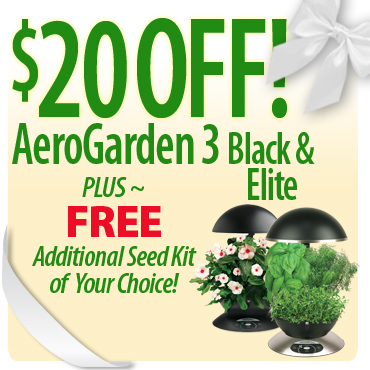 $20 OFF!
AeroGarden 3 Black &
Elite
PLUS ~
FREE
Additional Seed Kit
of Your Choice!